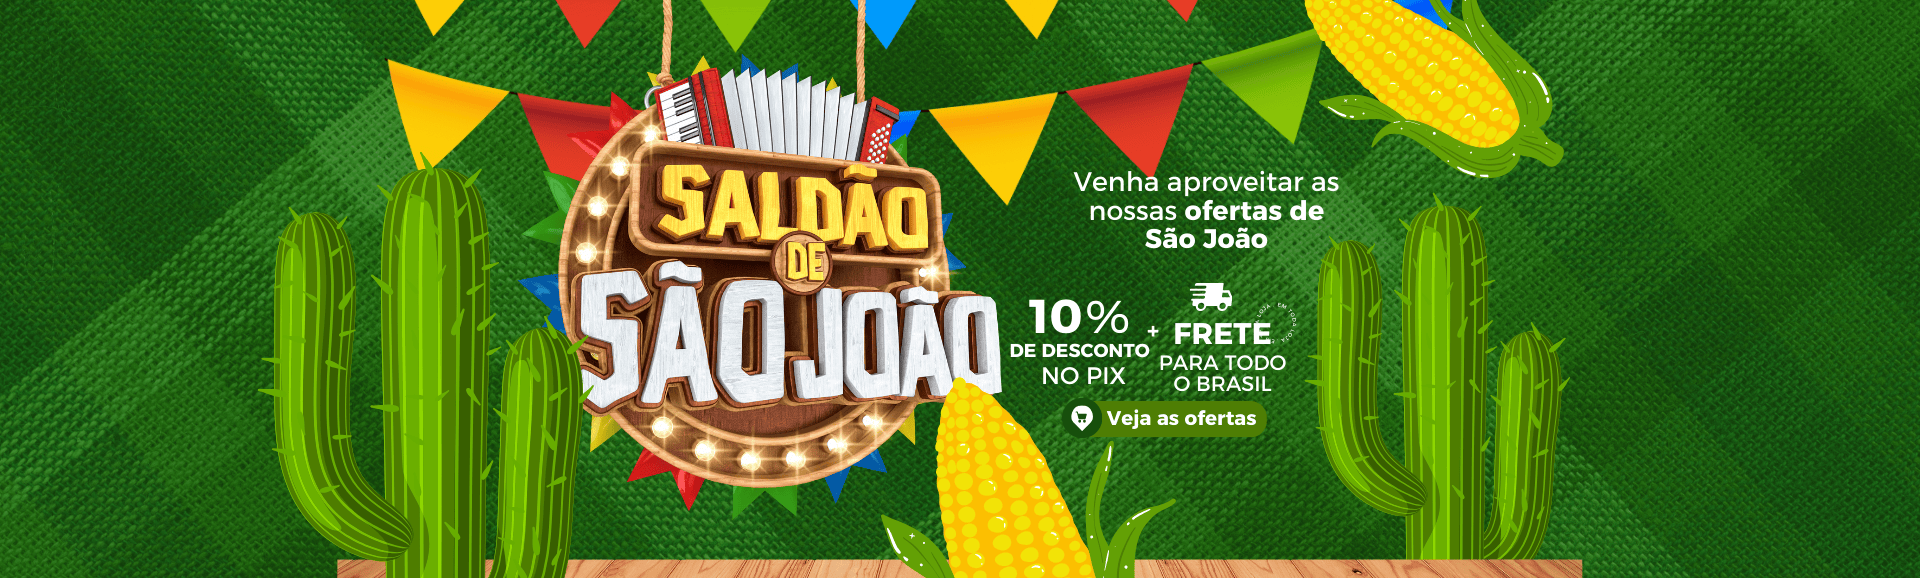 SALDÃO
DE
SÃO JOÃO
Venha aproveitar as
nossas ofertas de
São João
10%
DE DESCONTO
NO PIX
+
FRETE
PARA TODO
O BRASIL
Veja as ofertas